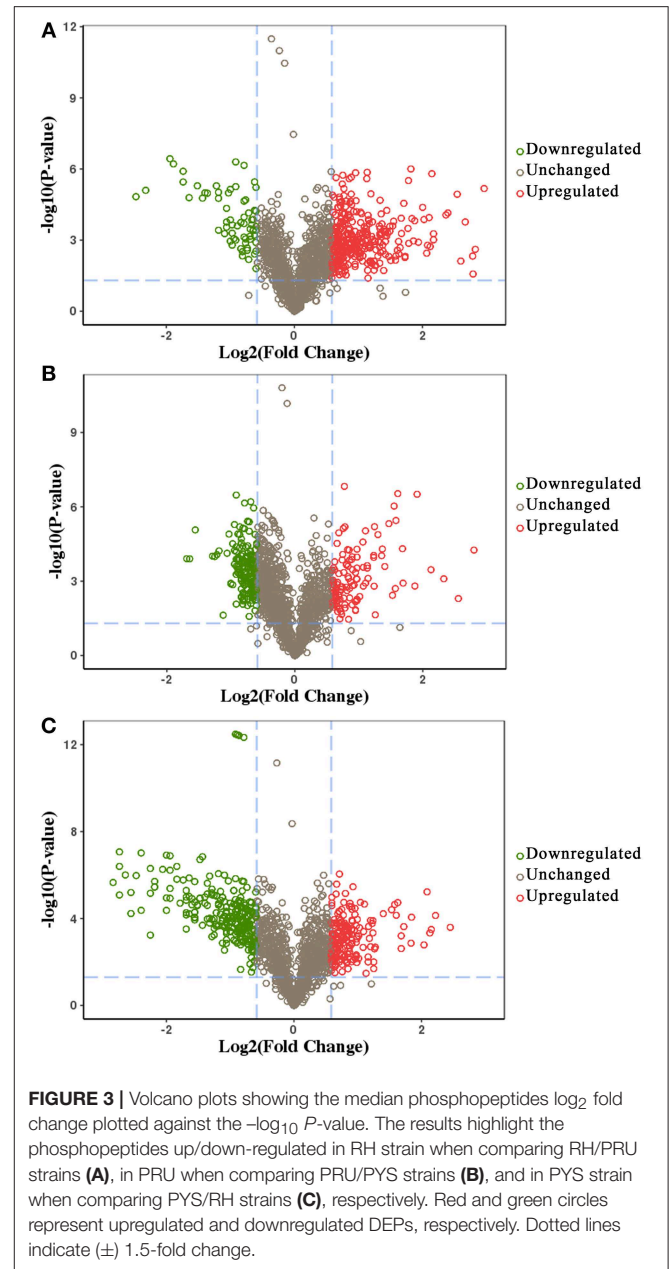 A
12
9
6
3
0
-log10(P-value)
-2
0
2
Log2(Fold Change)
Downregulated
Unchanged
Upregulated
B
9
6
3
0
-log10(P-value)
-2
0
2
Log2(Fold Change)
Downregulated
Unchanged
Upregulated
C
12
8
4
0
-log10(P-value)
-2
0
2
Log2(Fold Change)
Downregulated
Unchanged
Upregulated
FIGURE 3 | Volcano plots showing the median phosphopeptides log2 fold
change plotted against the –log10 P-value. The results highlight the
phosphopeptides up/down-regulated in RH strain when comparing RH/PRU
strains (A), in PRU when comparing PRU/PYS strains (B), and in PYS strain
when comparing PYS/RH strains (C), respectively. Red and green circles
represent upregulated and downregulated DEPs, respectively. Dotted lines
indicate (±) 1.5-fold change.